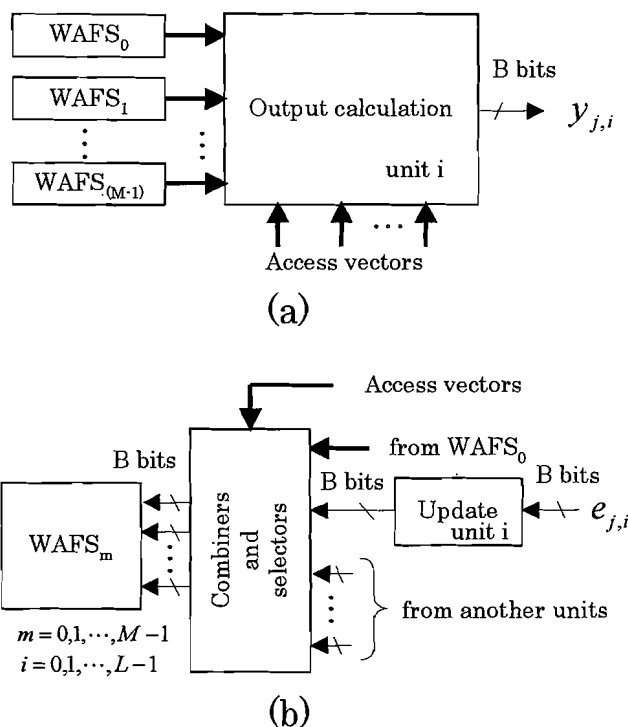 WAFS₀
WAFS₁
WAFS₍M-1₎
Output calculation
unit i
B bits
y j,i
Access vectors
(a)
Access vectors
from WAFS₀
B bits
B bits
B bits
WAFSₘ
Combiners
and
selectors
Update
unit i
e j,i
from another units
m = 0,1,⋯,M−1
i = 0,1,⋯,L−1
(b)